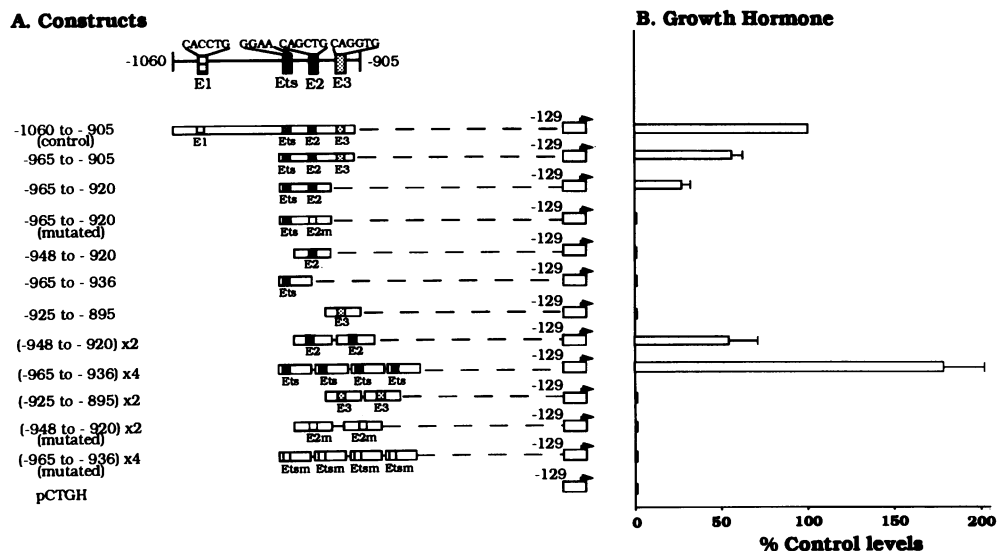 A. Constructs
B. Growth Hormone
CACCTG GGAA CAGCTG CAGGTG
-1060 -905
E1 Ets E2 E3
-1060 to - 905 -129
(control) E1 Ets E2 E3
-965 to - 905 -129
Ets E2 E3
-965 to - 920 -129
Ets E2
-965 to - 920 -129
(mutated) Ets E2m
-948 to - 920 -129
E2
-965 to - 936 -129
Ets
-925 to - 895 -129
E3
(-948 to - 920) x2 -129
E2 E2
(-965 to - 936) x4 -129
Ets Ets Ets Ets
(-925 to - 895) x2 -129
E3 E3
(-948 to - 920) x2 -129
(mutated) E2m E2m
(-965 to - 936) x4 -129
(mutated) Etsm Etsm Etsm Etsm
pCTGH -129
0 50 100 150 200
% Control levels